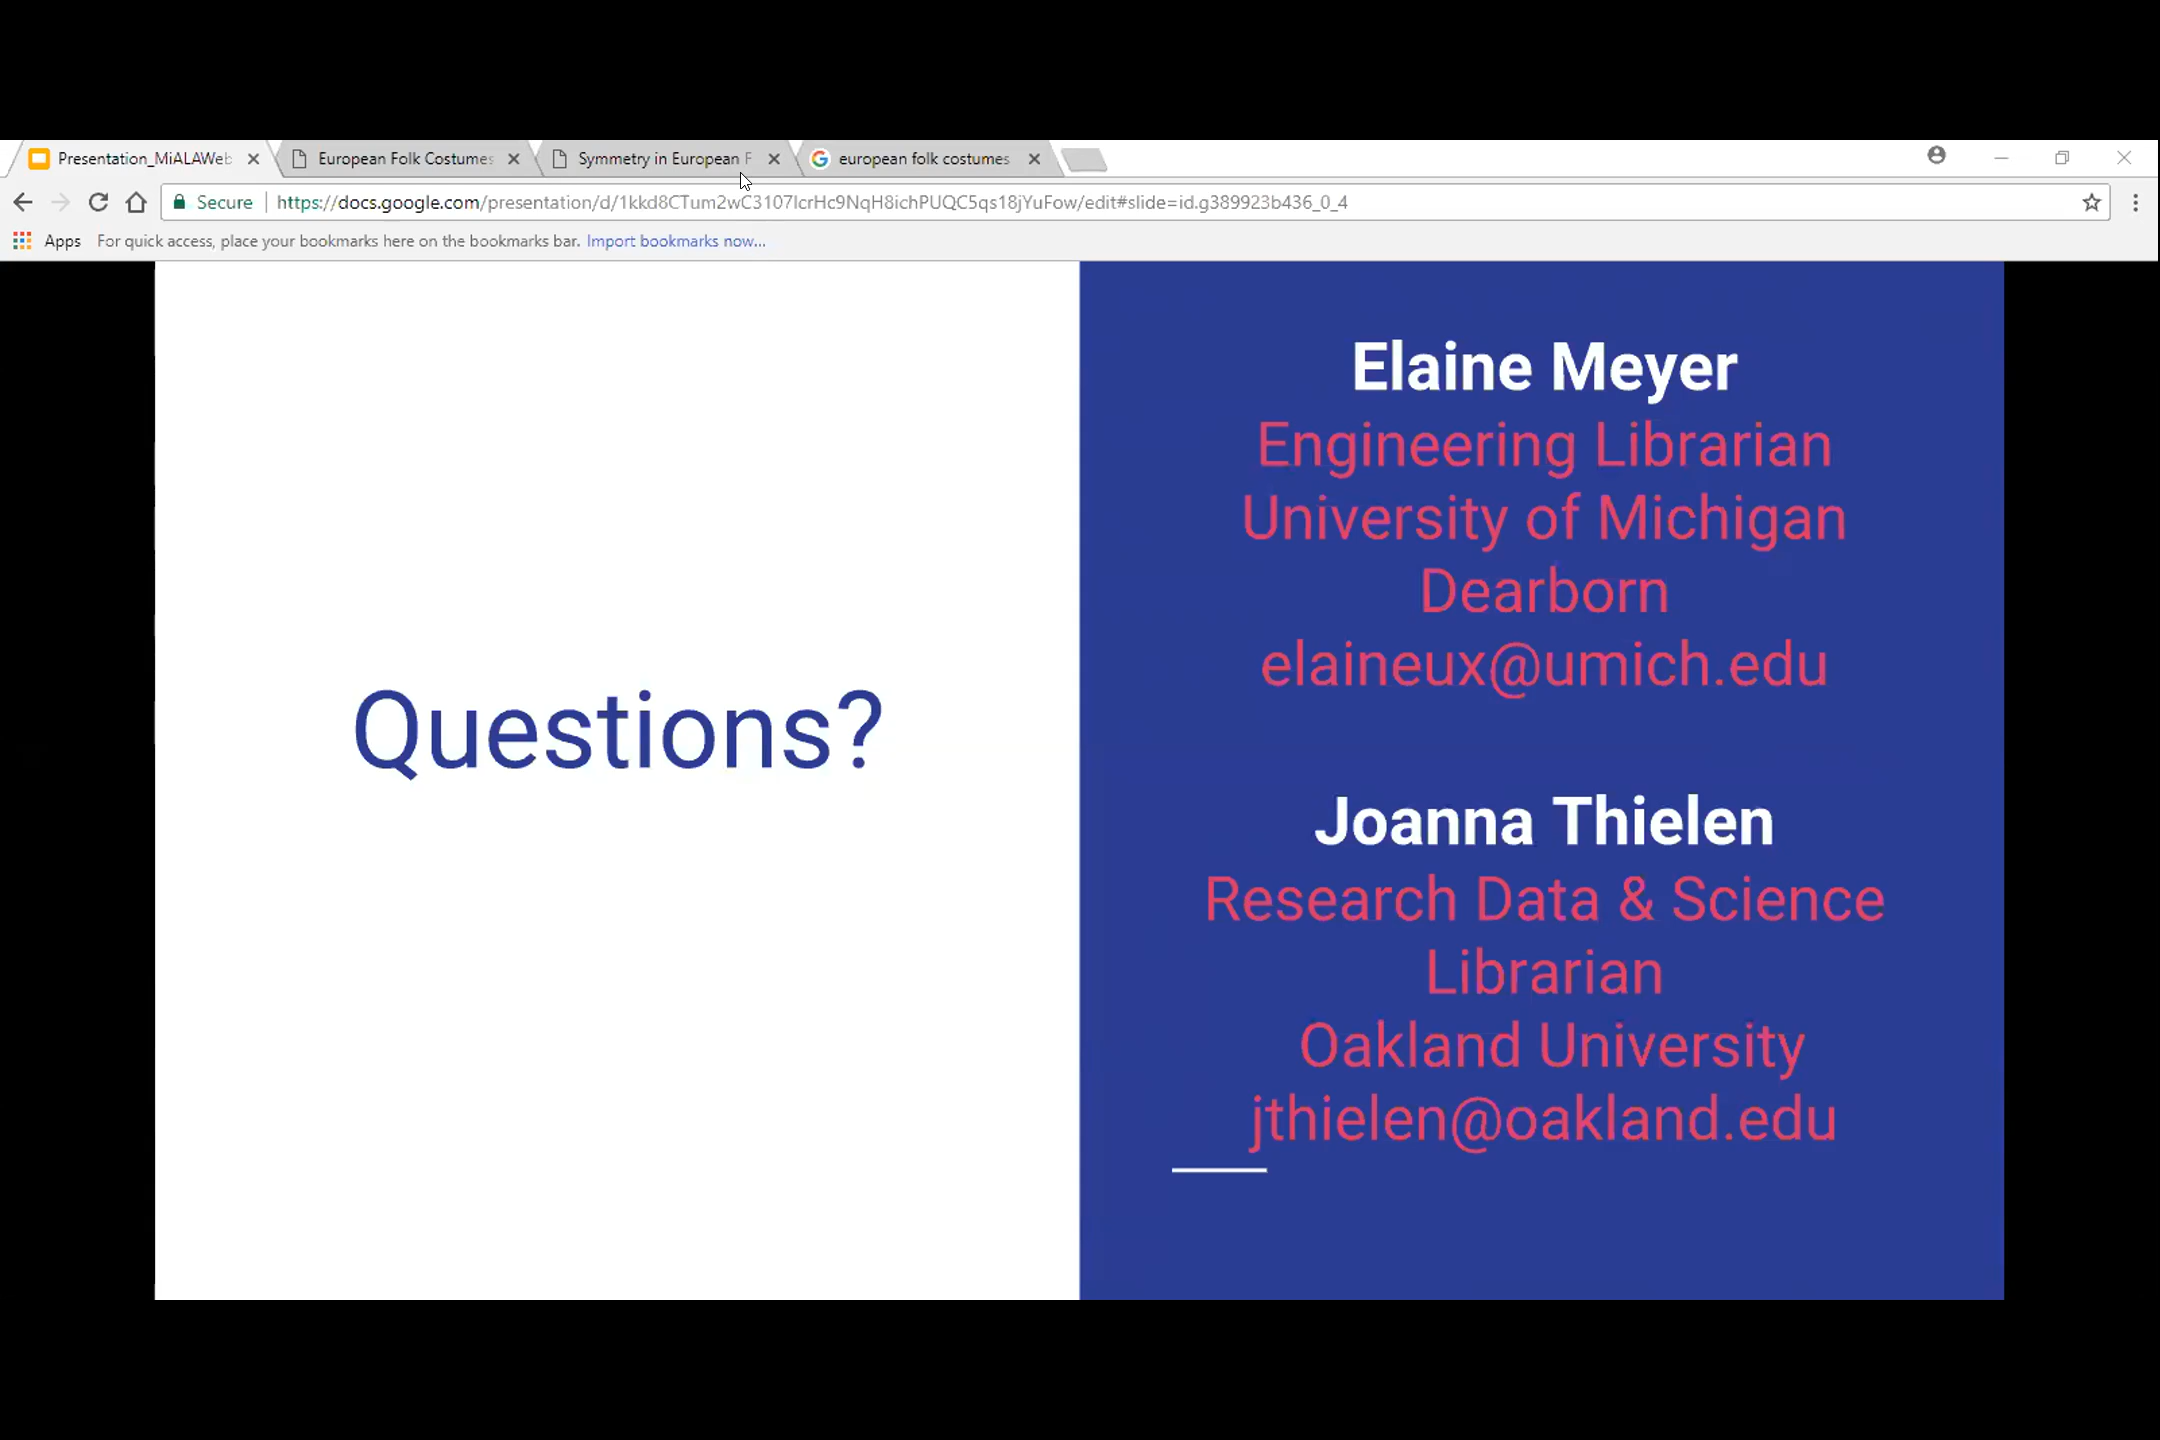 Presentation_MiALAWeb
European Folk Costumes
Symmetry in European F
european folk costumes
Secure
https://docs.google.com/presentation/d/1kkd8CTum2wC3107lcrHc9NqH8ichPUQC5qs18jYuFow/edit#slide=id.g389923b436_0_4
Apps For quick access, place your bookmarks here on the bookmarks bar. Import bookmarks now...
Questions?
Elaine Meyer
Engineering Librarian
University of Michigan
Dearborn
elaineux@umich.edu
Joanna Thielen
Research Data & Science
Librarian
Oakland University
jthielen@oakland.edu